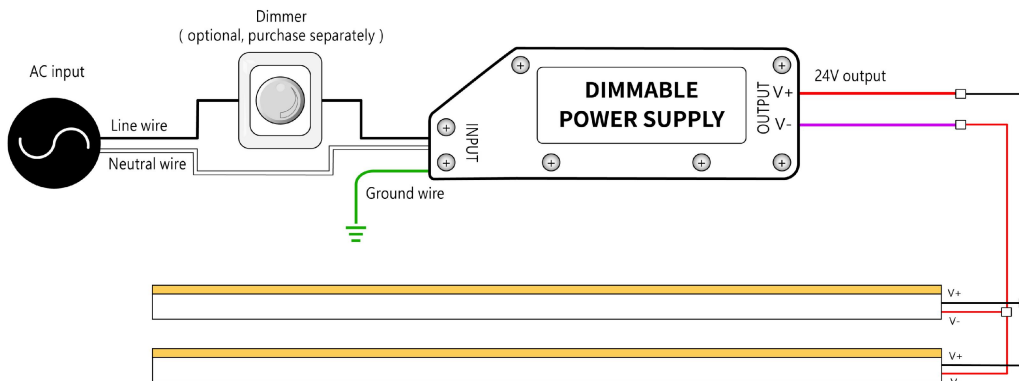 Dimmer
( optional, purchase separately )
AC input
Line wire
Neutral wire
INPUT
DIMMABLE
POWER SUPPLY
OUTPUT
V+
V-
24V output
Ground wire
V+
V-
V+